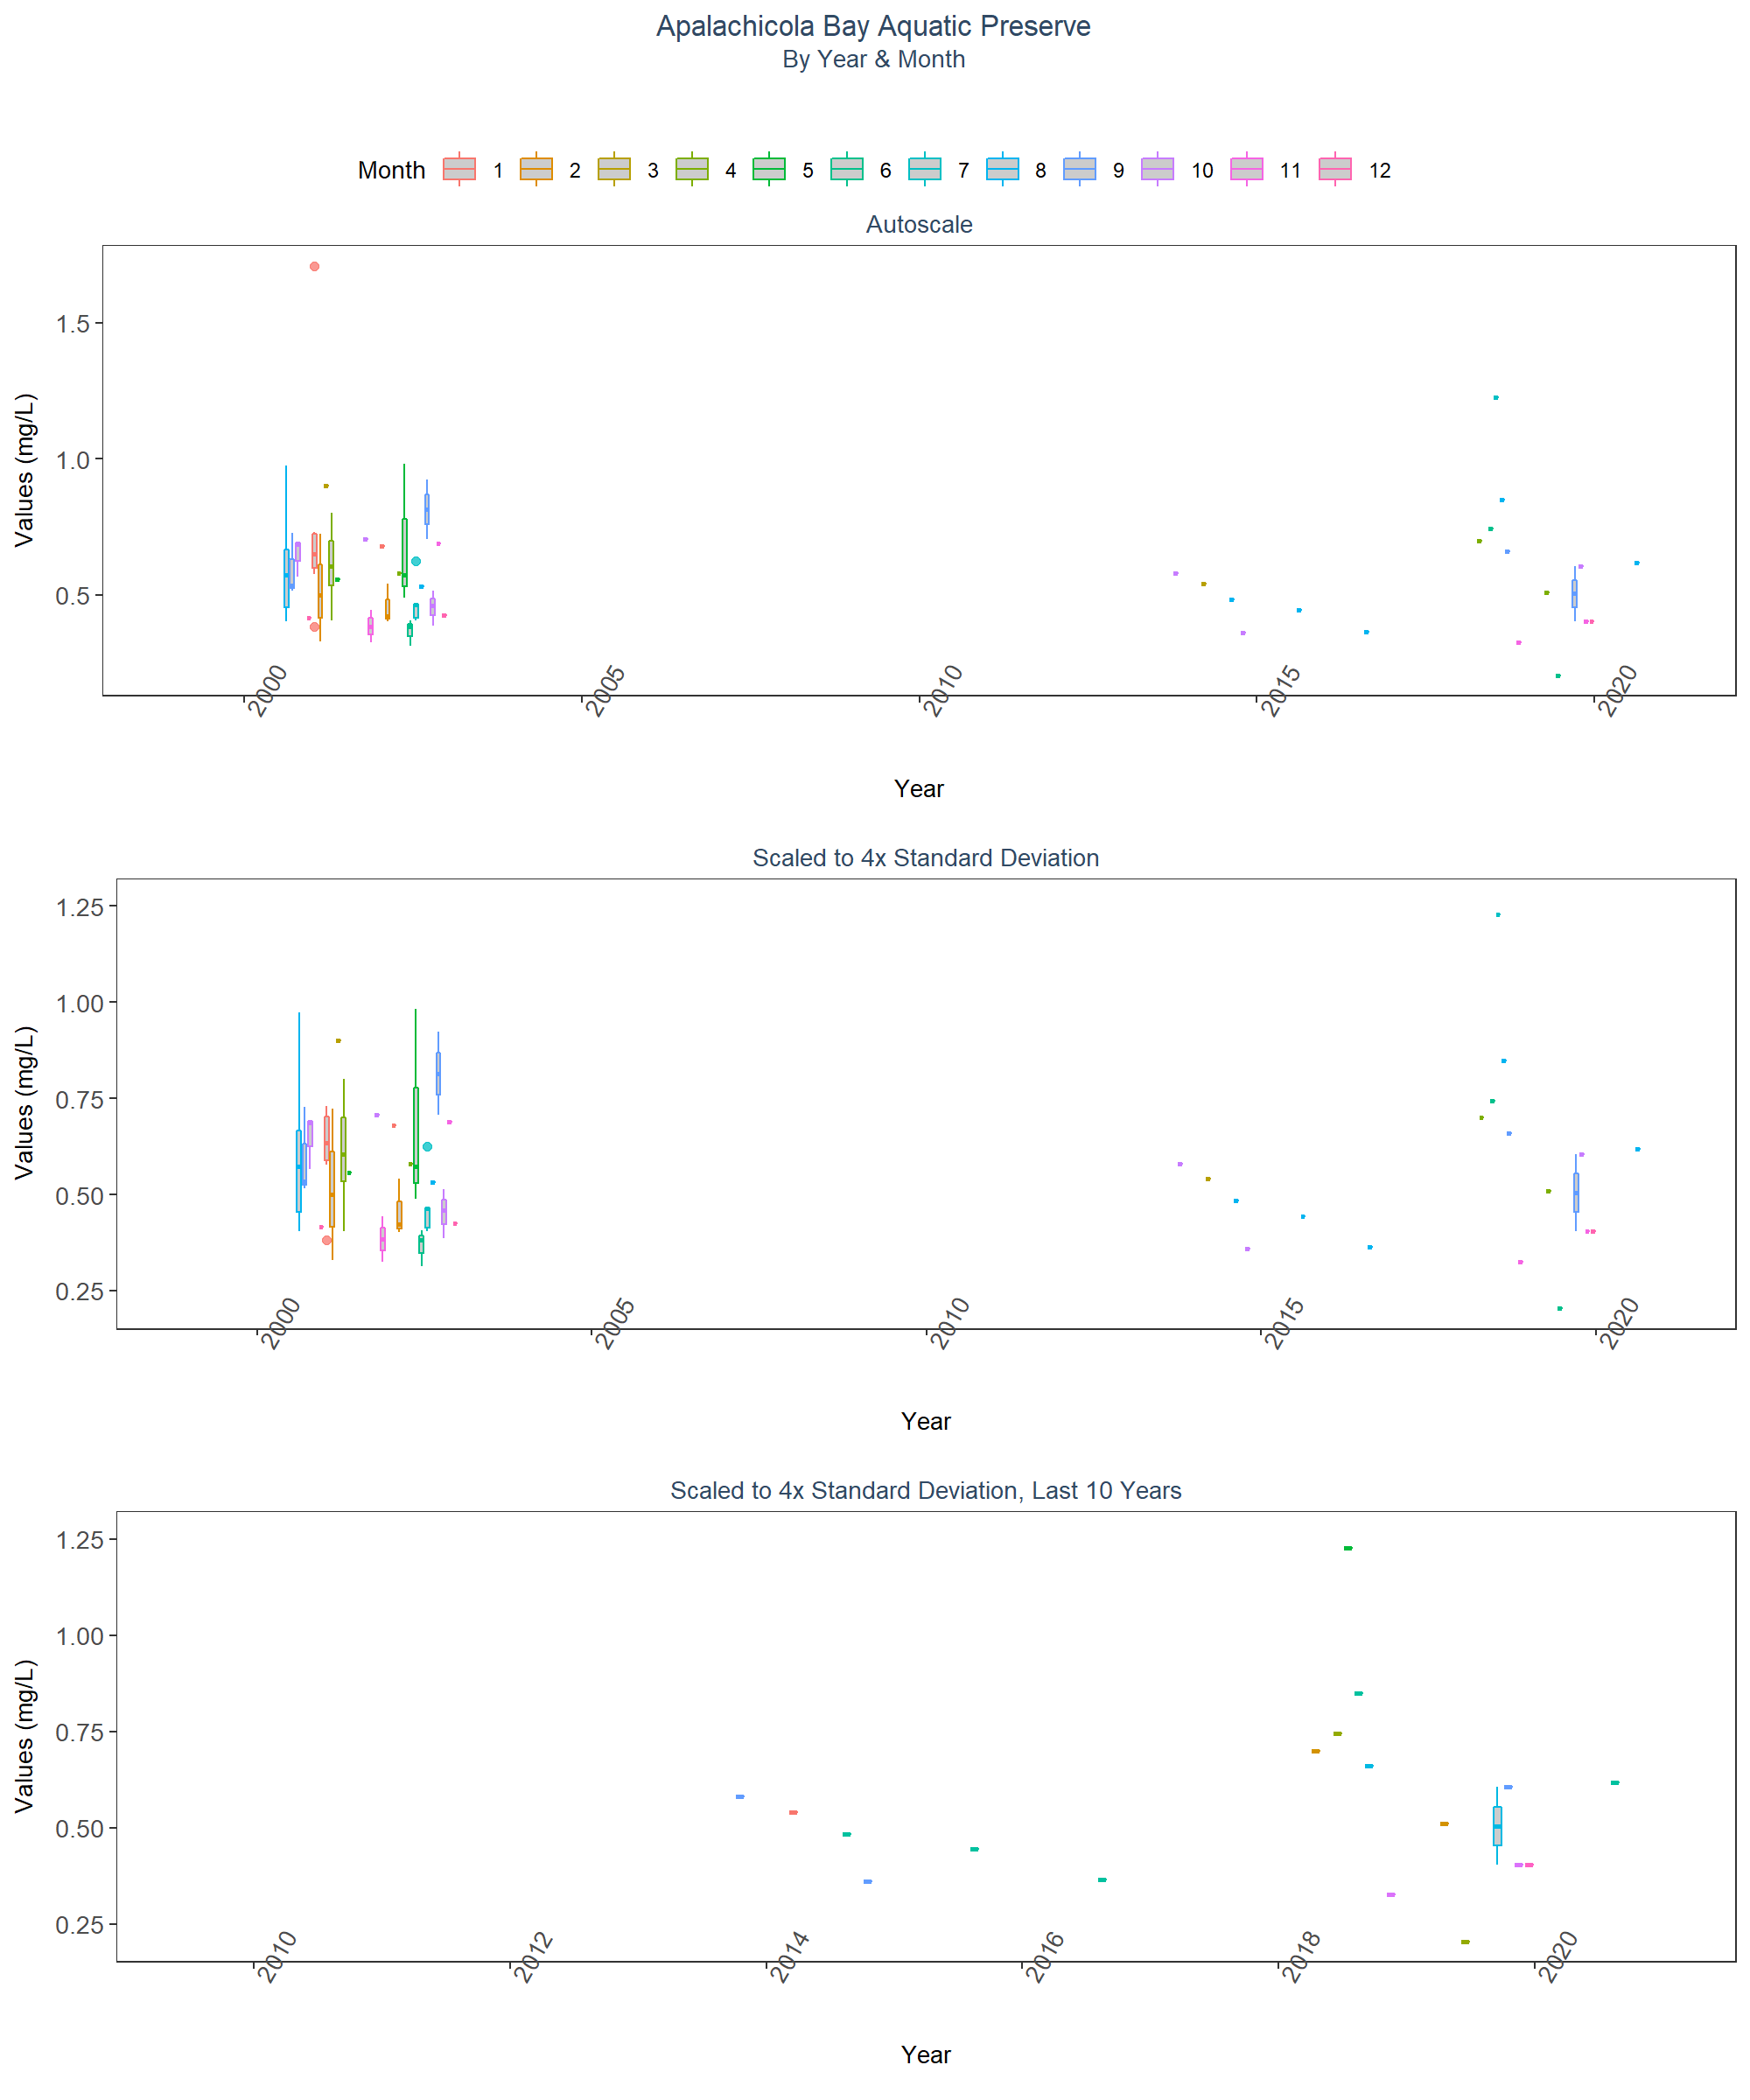 Apalachicola Bay Aquatic Preserve
By Year & Month
Month 1 2 3 4 5 6 7 8 9 10 11 12
Autoscale
Values (mg/L)
1.5
1.0
0.5
2000 2005 2010 2015 2020
Year
Scaled to 4x Standard Deviation
Values (mg/L)
1.25
1.00
0.75
0.50
0.25
2000 2005 2010 2015 2020
Year
Scaled to 4x Standard Deviation, Last 10 Years
Values (mg/L)
1.25
1.00
0.75
0.50
0.25
2010 2012 2014 2016 2018 2020
Year